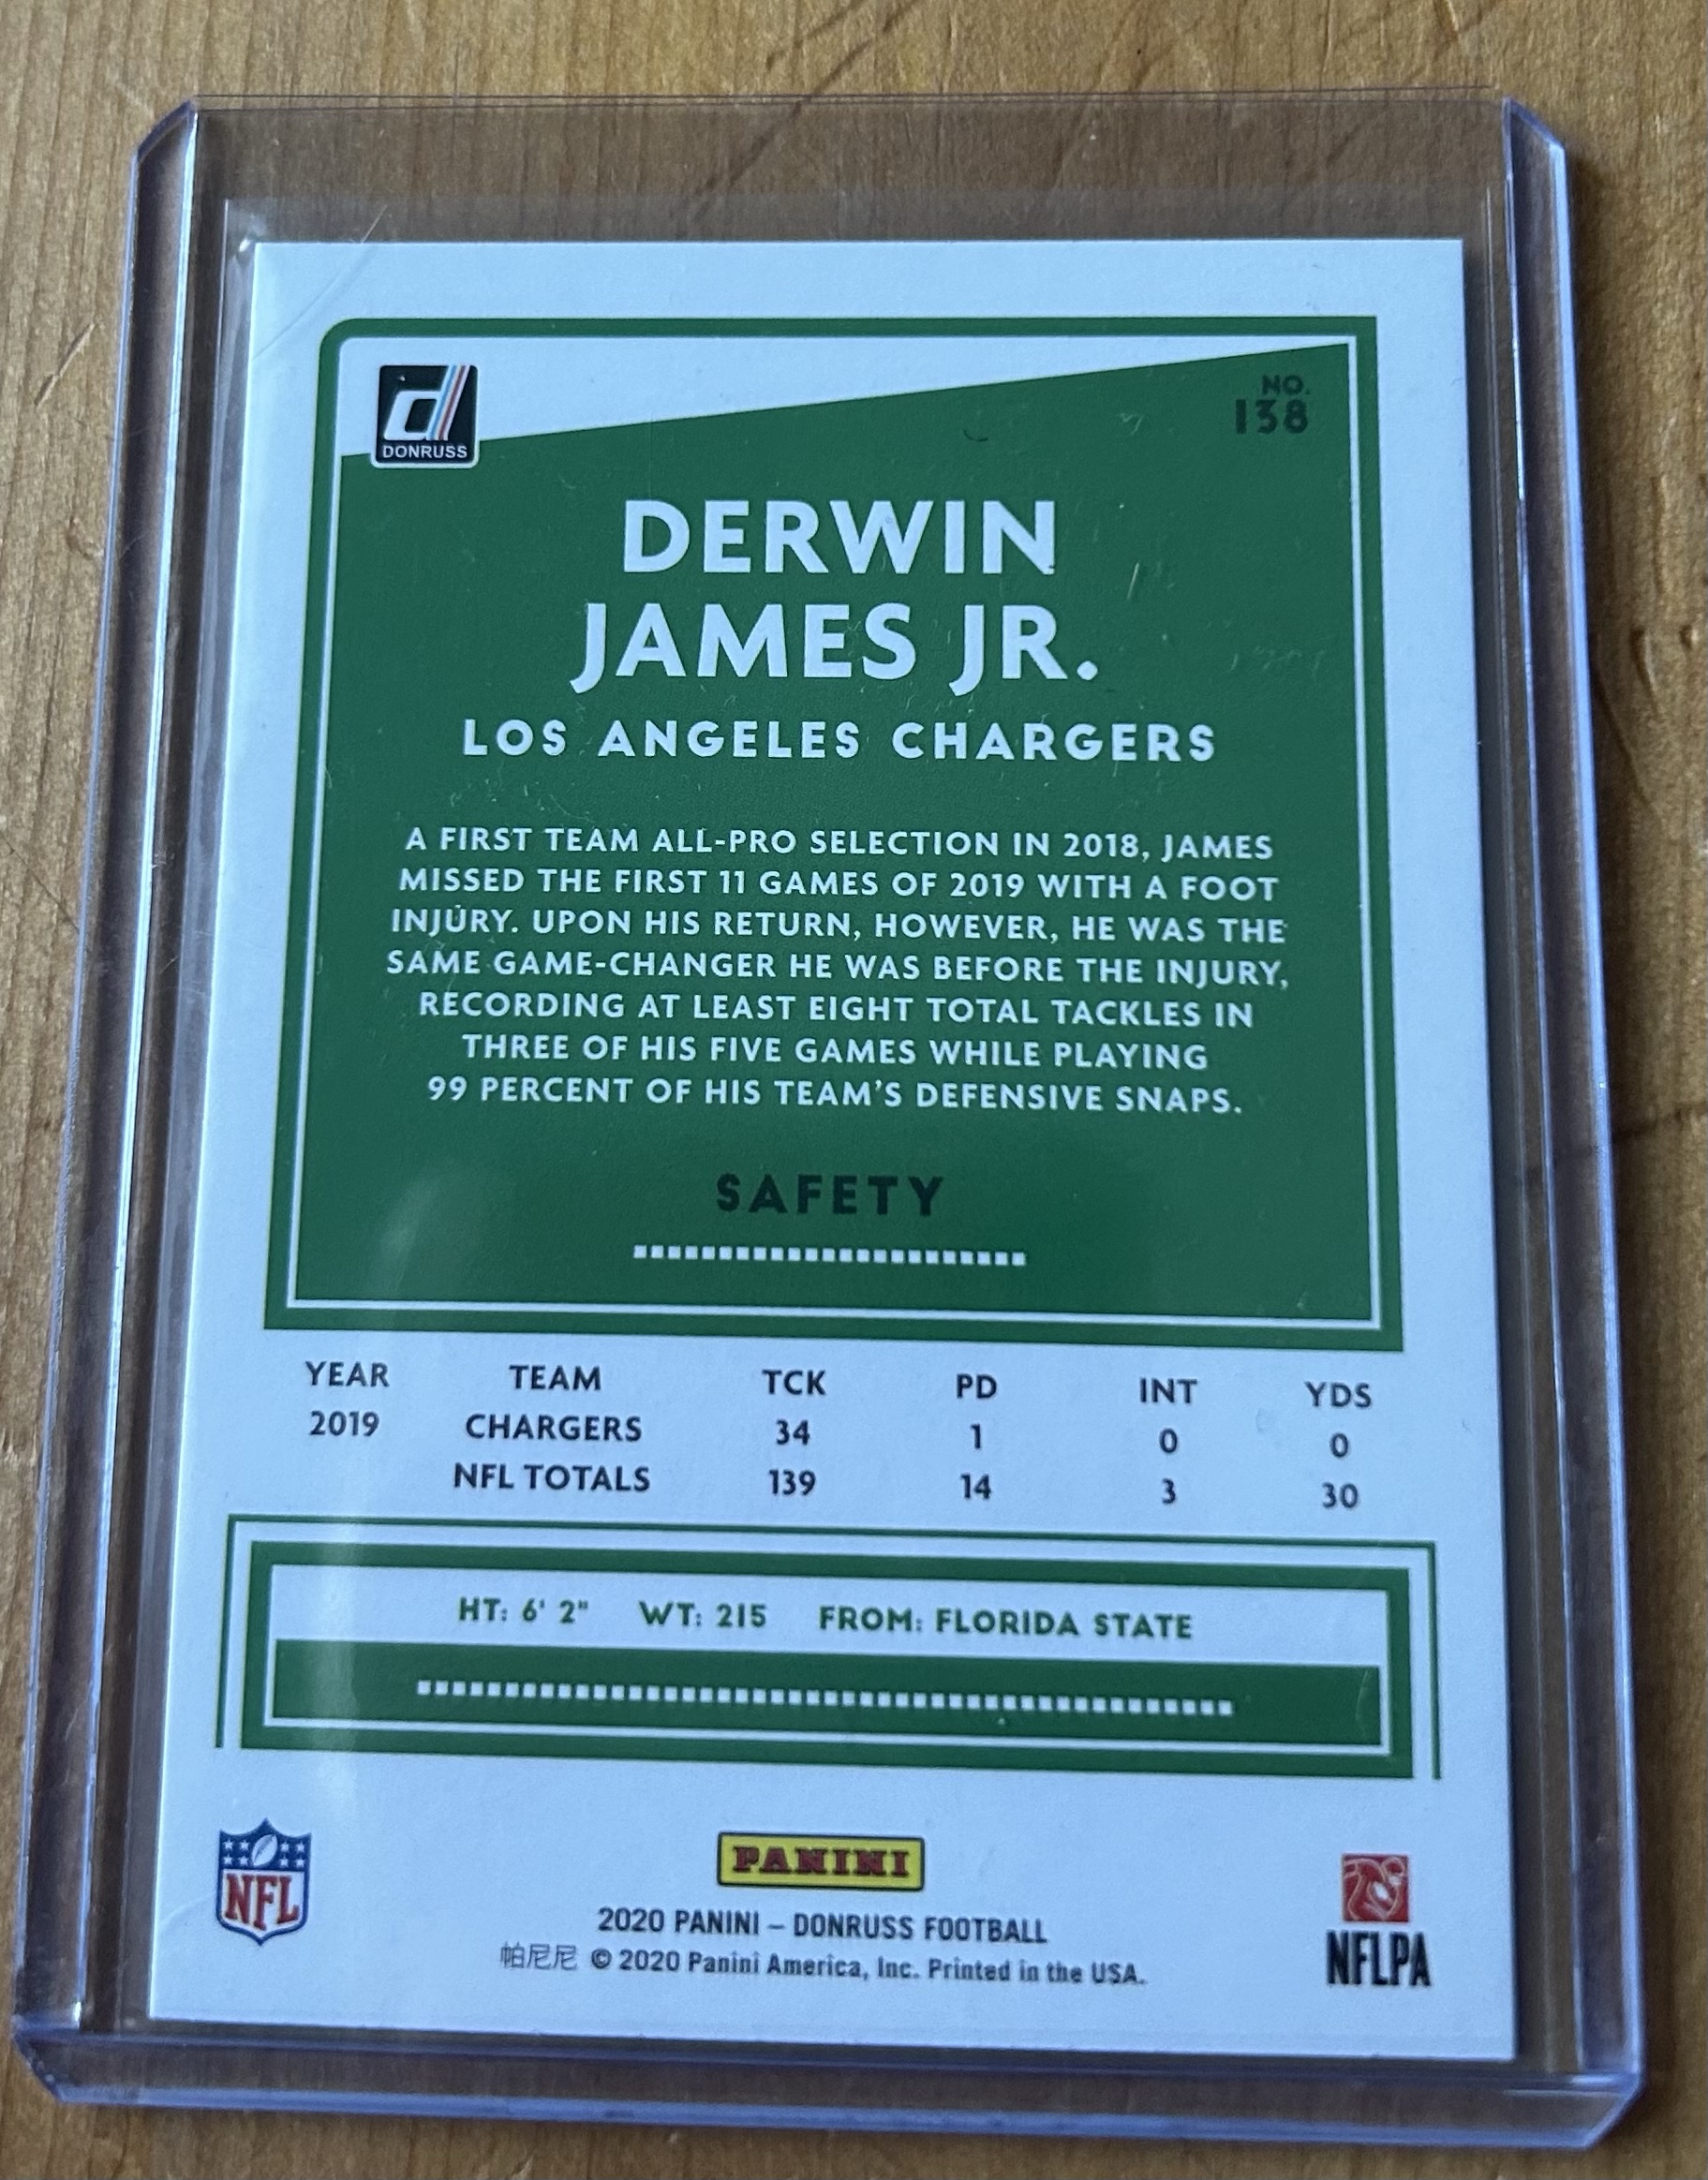 DONRUSS
NO.
138
DERWIN
JAMES JR.
LOS ANGELES CHARGERS
A FIRST TEAM ALL-PRO SELECTION IN 2018, JAMES
MISSED THE FIRST 11 GAMES OF 2019 WITH A FOOT
INJURY. UPON HIS RETURN, HOWEVER, HE WAS THE
SAME GAME-CHANGER HE WAS BEFORE THE INJURY,
RECORDING AT LEAST EIGHT TOTAL TACKLES IN
THREE OF HIS FIVE GAMES WHILE PLAYING
99 PERCENT OF HIS TEAM'S DEFENSIVE SNAPS.
SAFETY
YEAR TEAM TCK PD INT YDS
2019 CHARGERS 34 1 0 0
NFL TOTALS 139 14 3 30
HT: 6' 2" WT: 215 FROM: FLORIDA STATE
NFL
PANINI
2020 PANINI – DONRUSS FOOTBALL
帕尼尼 © 2020 Panini America, Inc. Printed in the USA.
NFLPA